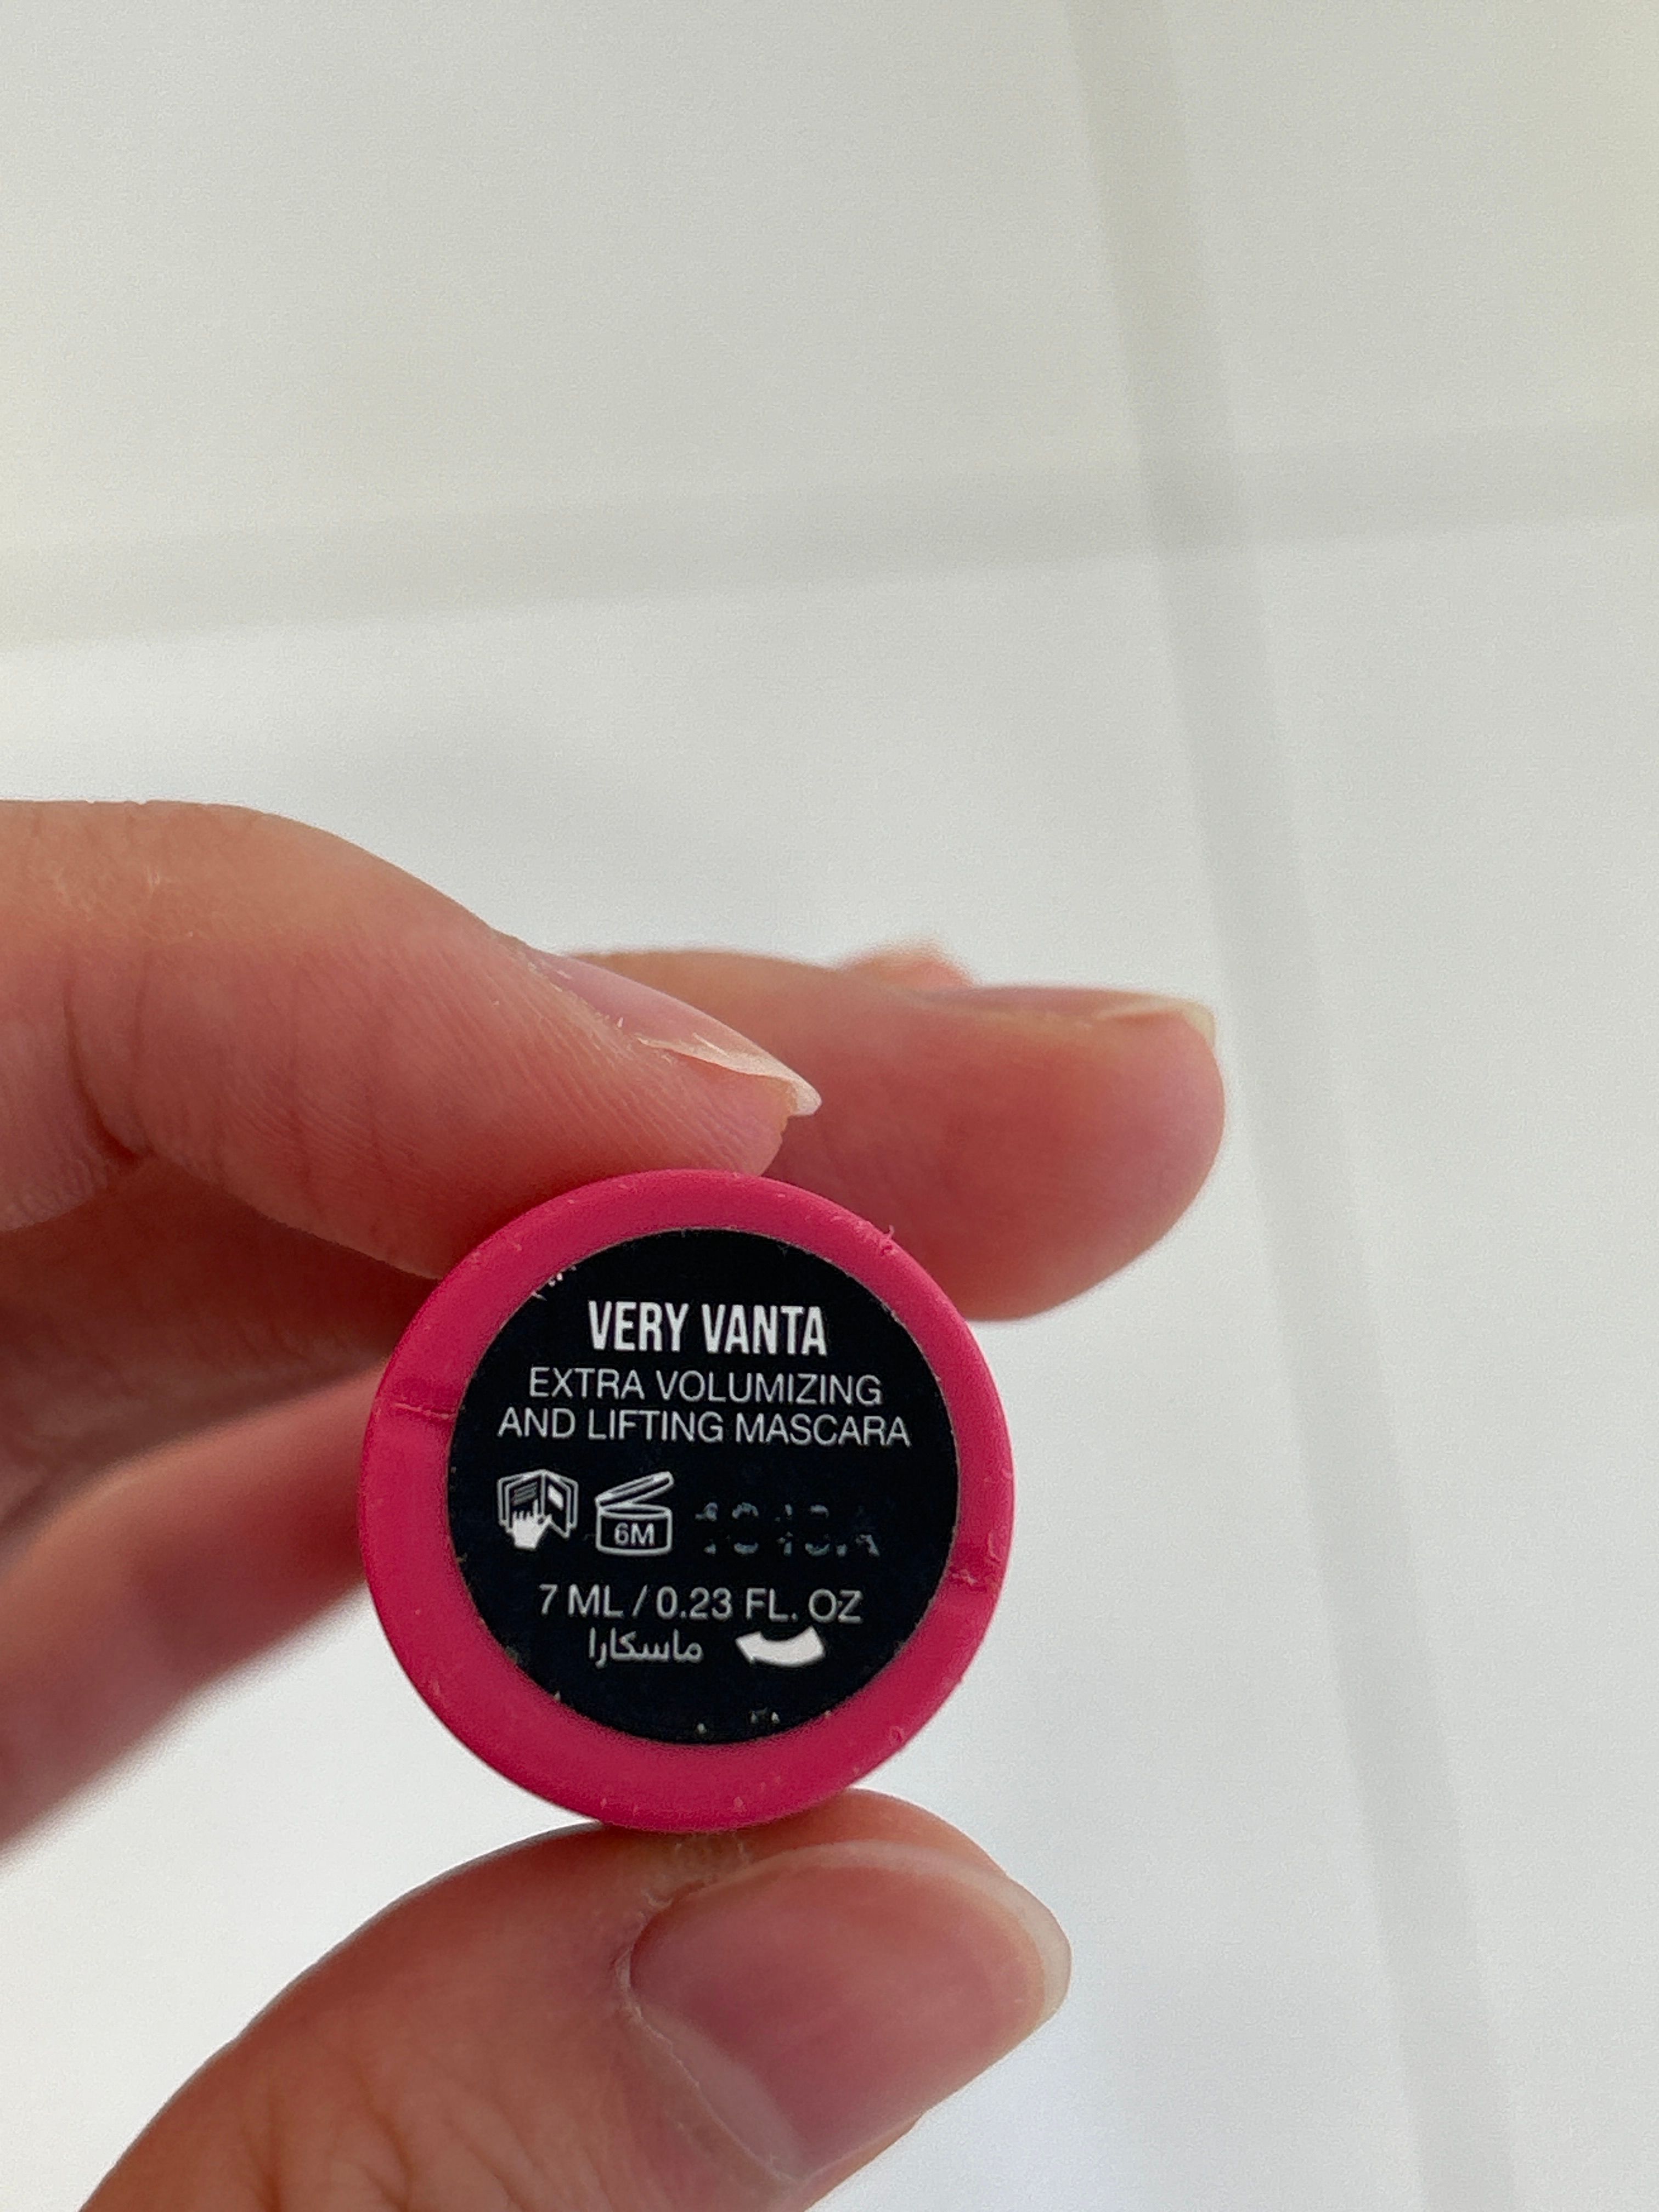 VERY VANTA
EXTRA VOLUMIZING
AND LIFTING MASCARA
6M
7 ML / 0.23 FL. OZ
ماسكارا